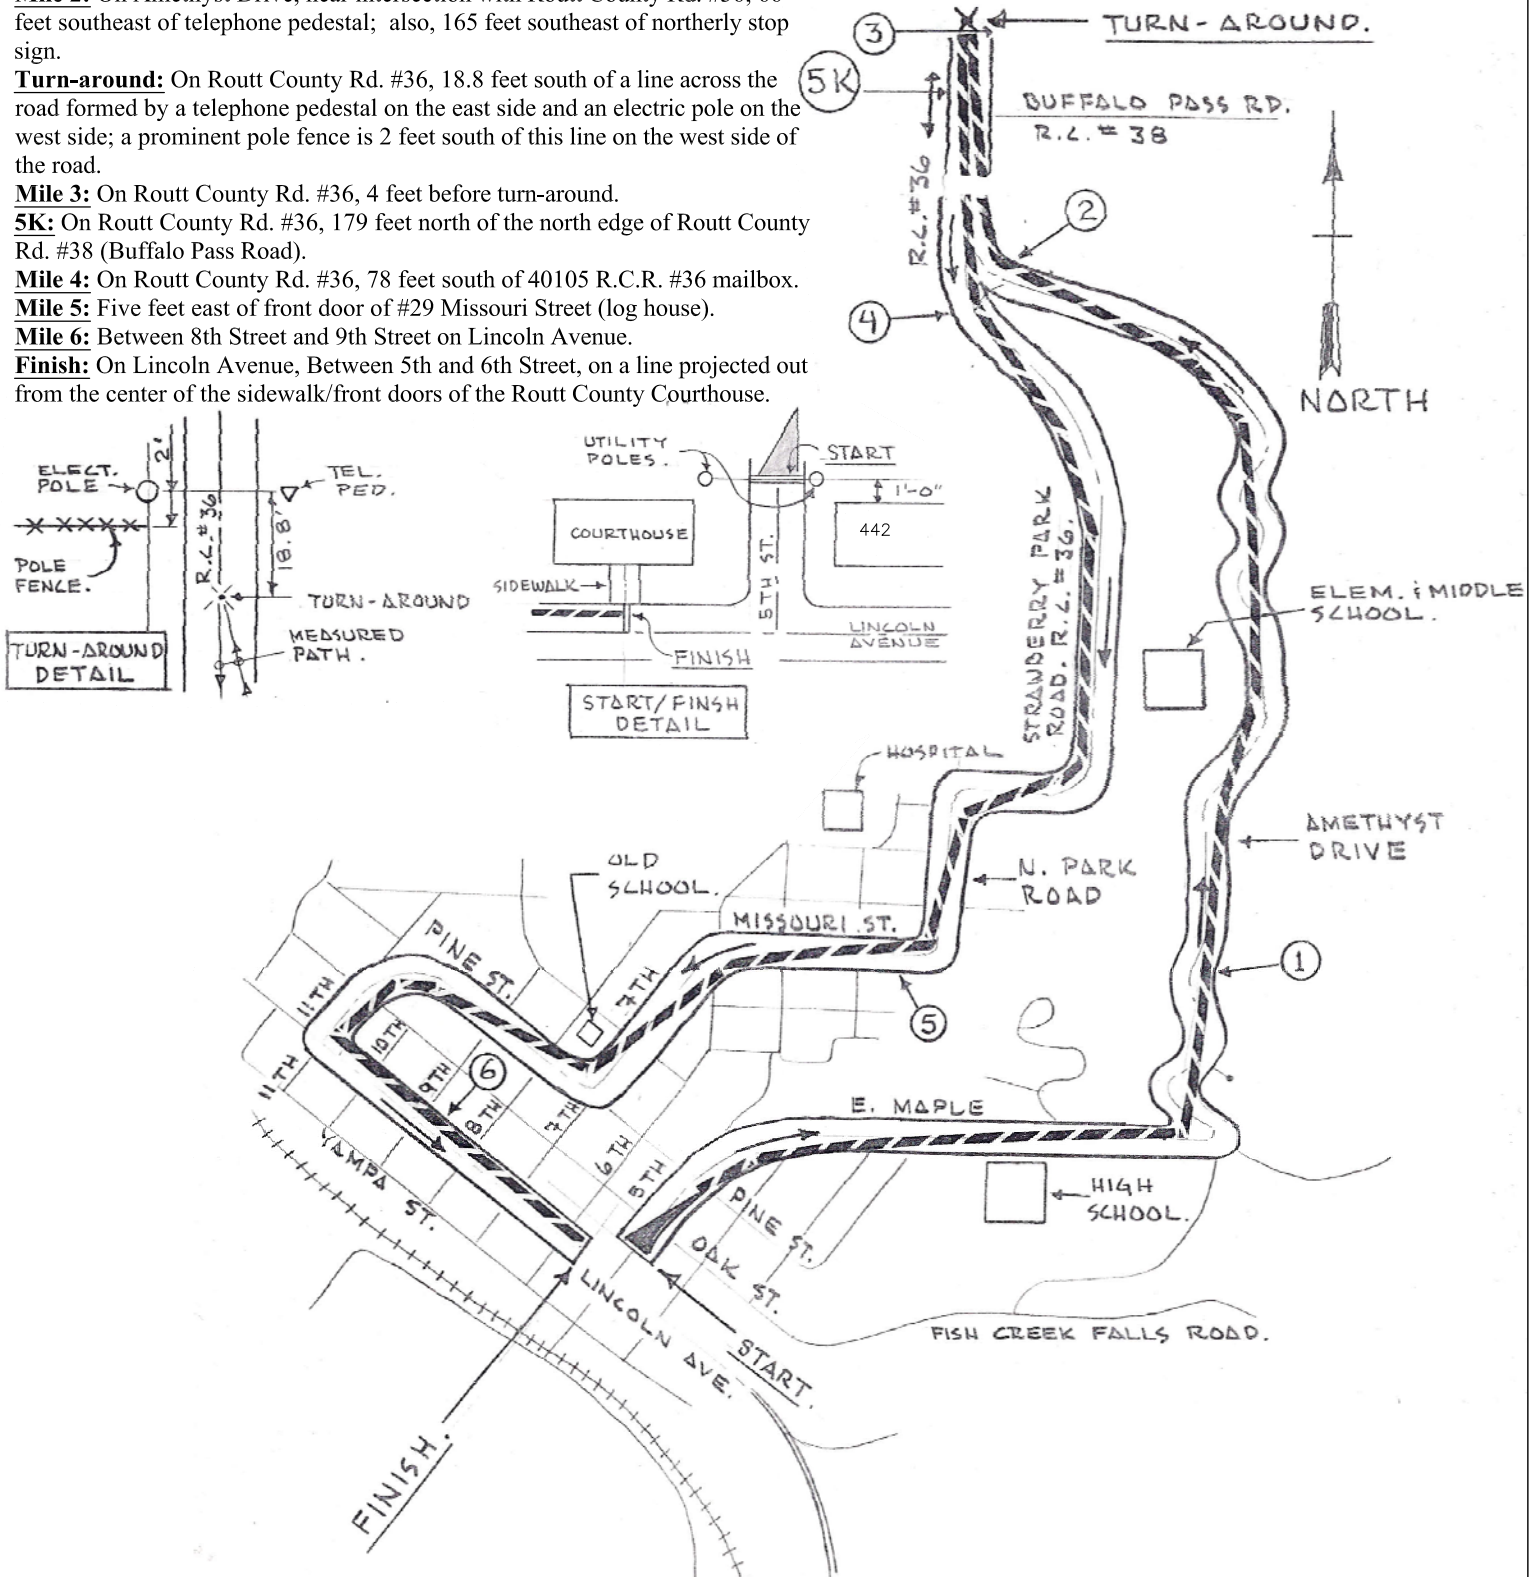 feet southeast of telephone pedestal; also, 165 feet southeast of northerly stop
sign.
Turn-around: On Routt County Rd. #36, 18.8 feet south of a line across the
road formed by a telephone pedestal on the east side and an electric pole on the
west side; a prominent pole fence is 2 feet south of this line on the west side of
the road.
Mile 3: On Routt County Rd. #36, 4 feet before turn-around.
5K: On Routt County Rd. #36, 179 feet north of the north edge of Routt County
Rd. #38 (Buffalo Pass Road).
Mile 4: On Routt County Rd. #36, 78 feet south of 40105 R.C.R. #36 mailbox.
Mile 5: Five feet east of front door of #29 Missouri Street (log house).
Mile 6: Between 8th Street and 9th Street on Lincoln Avenue.
Finish: On Lincoln Avenue, Between 5th and 6th Street, on a line projected out
from the center of the sidewalk/front doors of the Routt County Courthouse.
3
TURN-AROUND.
5K
BUFFALO PASS RD.
R.C. # 38
R.C. # 36
2
4
NORTH
ELECT.
POLE
2'
TEL.
PED.
R.C. # 36
18.8'
POLE
FENCE.
TURN-AROUND
MEASURED
PATH.
TURN-AROUND
DETAIL
UTILITY
POLES.
START
1'-0"
COURTHOUSE
442
5TH ST.
SIDEWALK
LINCOLN
AVENUE
FINISH
START/FINSH
DETAIL
STRAWBERRY PARK
ROAD. R.C. #36.
ELEM. & MIDDLE
SCHOOL.
HOSPITAL
AMETHYST
DRIVE
OLD
SCHOOL.
N. PARK
ROAD
MISSOURI ST.
PINE ST.
7TH
1
5
11TH
10TH
9TH
6
8TH
7TH
6TH
5TH
11TH
YAMPA
ST.
E. MAPLE
HIGH
SCHOOL.
PINE ST.
OAK ST.
LINCOLN AVE.
START.
FISH CREEK FALLS ROAD.
FINISH.